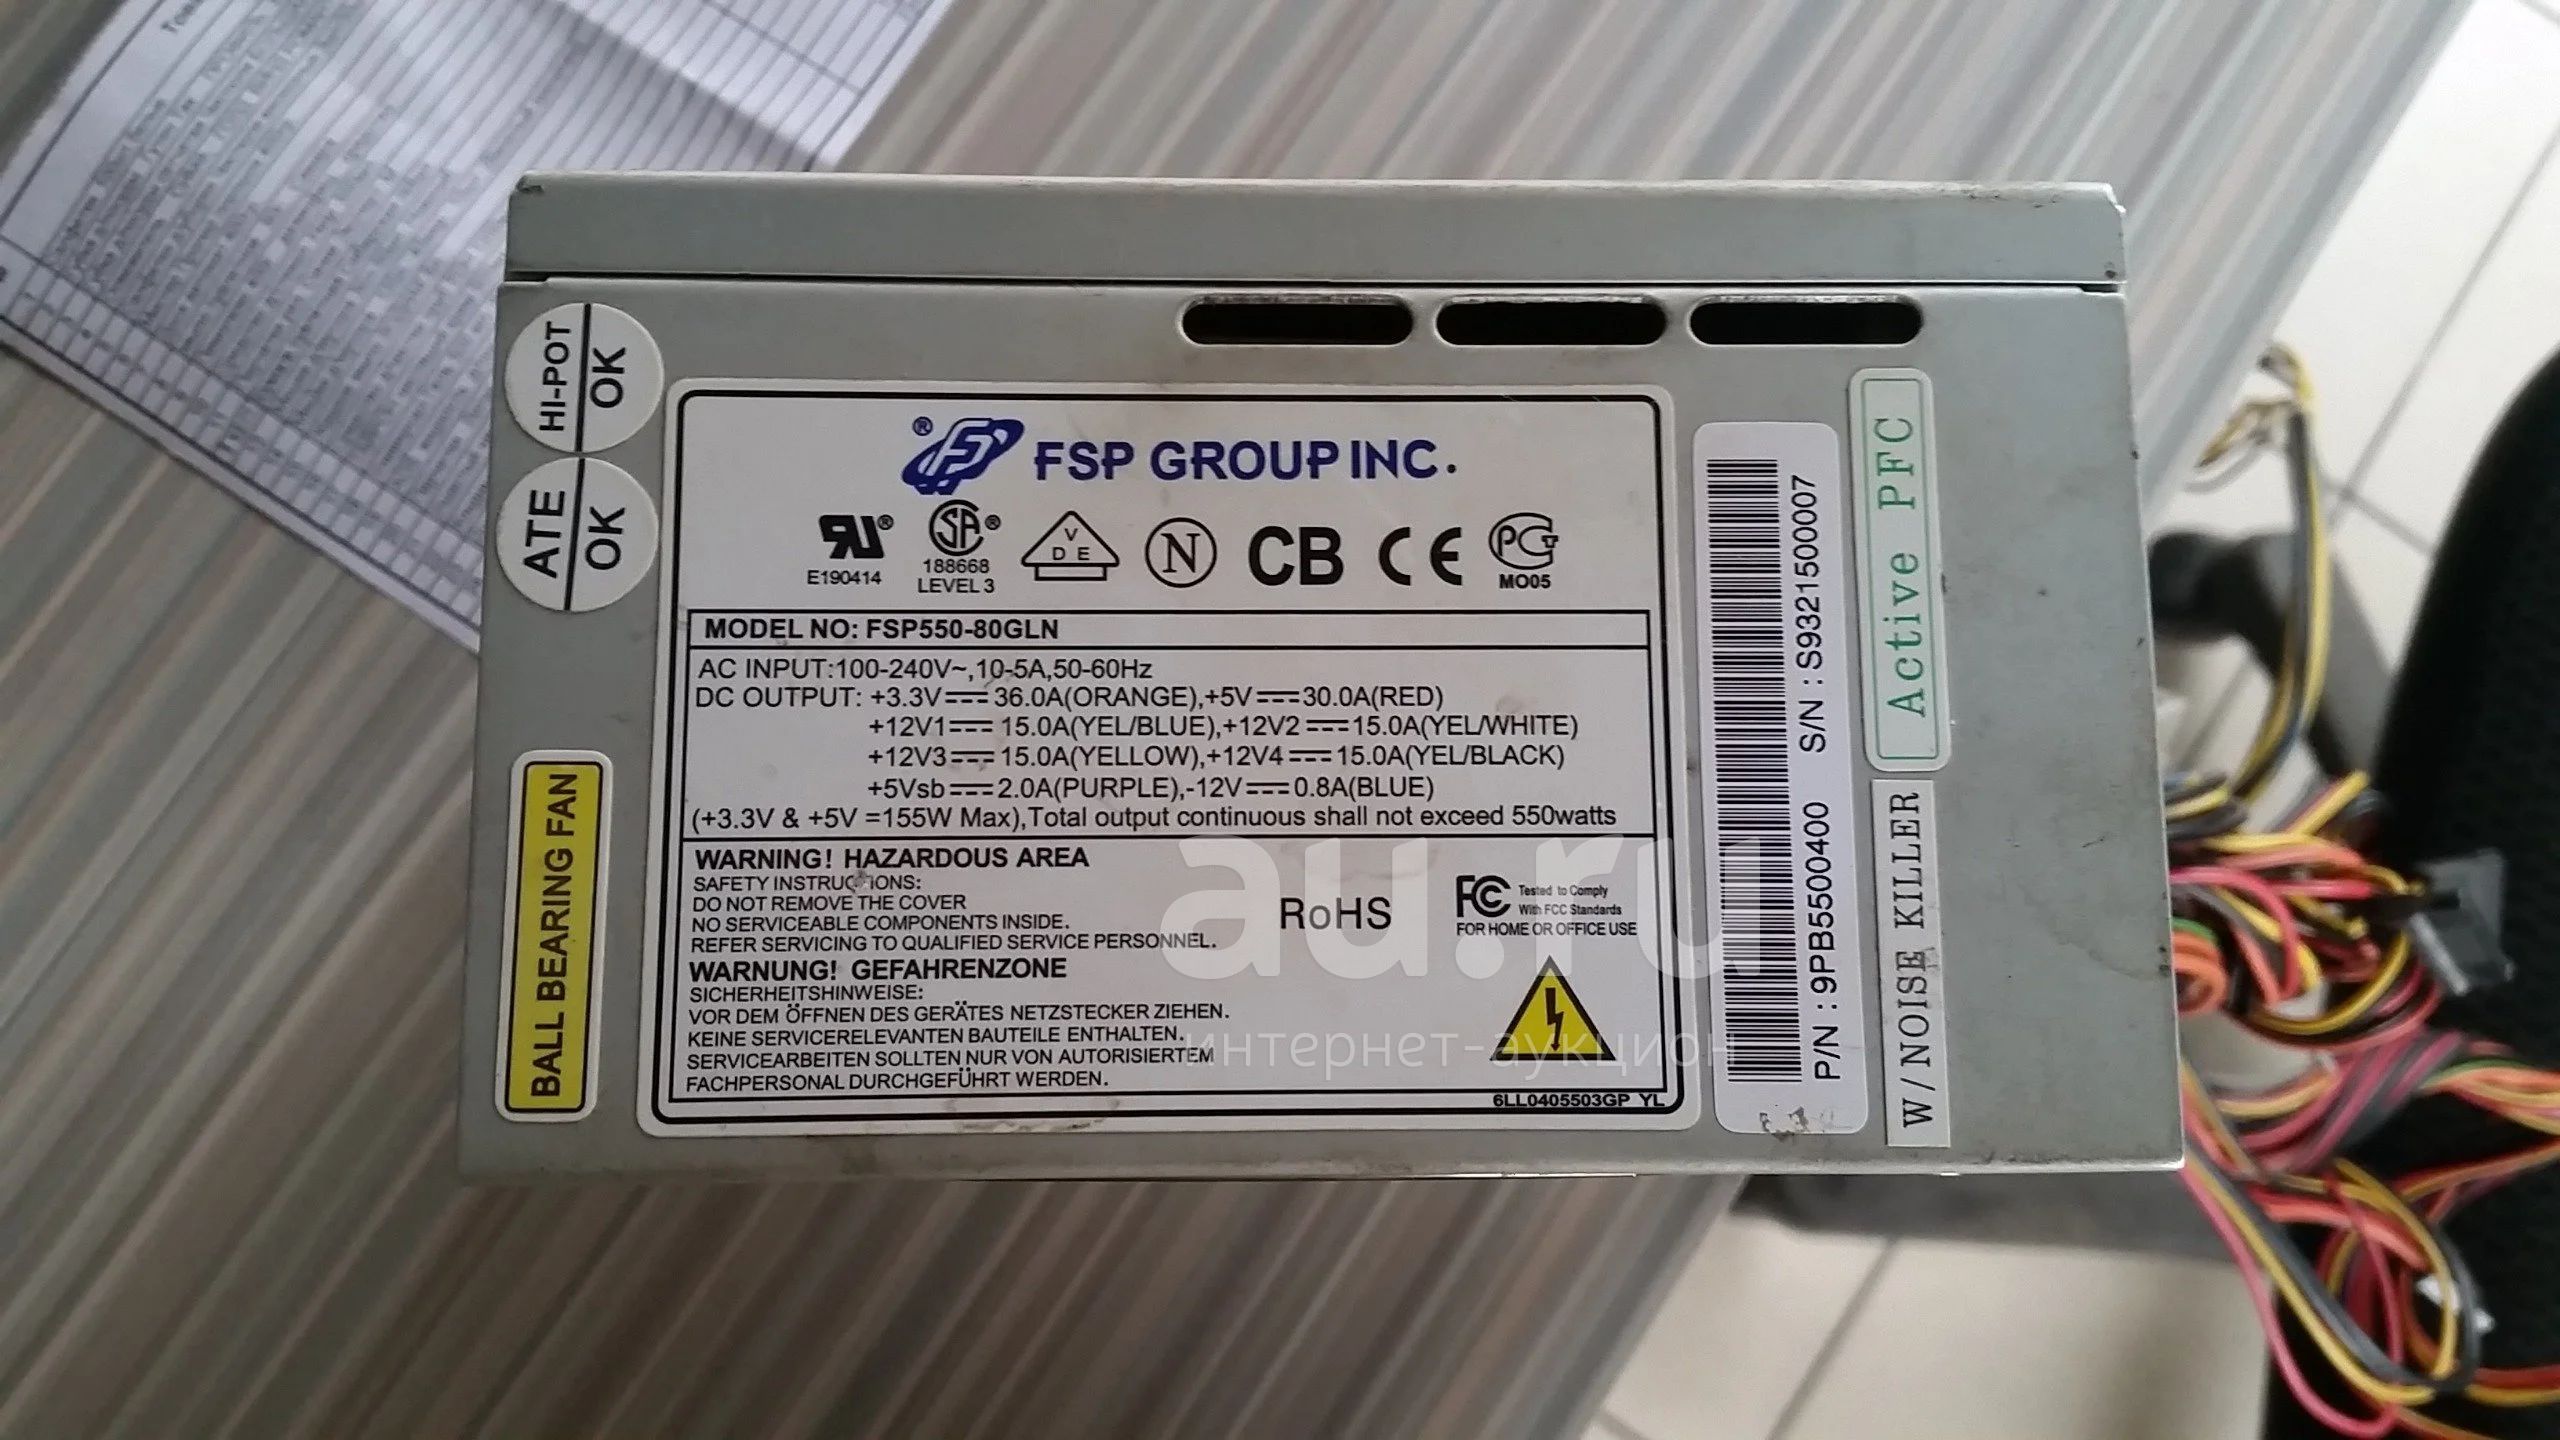 HI-POT
OK
ATE
OK
BALL BEARING FAN
® FSP GROUP INC.
E190414
® 188668
LEVEL 3
VDE
N
CB
CE
MO05
MODEL NO: FSP550-80GLN
AC INPUT:100-240V~,10-5A,50-60Hz
DC OUTPUT: +3.3V⎓36.0A(ORANGE),+5V⎓30.0A(RED)
+12V1⎓15.0A(YEL/BLUE),+12V2⎓15.0A(YEL/WHITE)
+12V3⎓15.0A(YELLOW),+12V4⎓15.0A(YEL/BLACK)
+5Vsb⎓2.0A(PURPLE),-12V⎓0.8A(BLUE)
(+3.3V & +5V =155W Max),Total output continuous shall not exceed 550watts
WARNING! HAZARDOUS AREA
SAFETY INSTRUCTIONS:
DO NOT REMOVE THE COVER
NO SERVICEABLE COMPONENTS INSIDE.
REFER SERVICING TO QUALIFIED SERVICE PERSONNEL.
WARNUNG! GEFAHRENZONE
SICHERHEITSHINWEISE:
VOR DEM ÖFFNEN DES GERÄTES NETZSTECKER ZIEHEN.
KEINE SERVICERELEVANTEN BAUTEILE ENTHALTEN.
SERVICEARBEITEN SOLLTEN NUR VON AUTORISIERTEM
FACHPERSONAL DURCHGEFÜHRT WERDEN.
RoHS
FC Tested to Comply
With FCC Standards
FOR HOME OR OFFICE USE
6LL0405503GP YL
P/N : 9PB5500400 S/N : S9321500007
Active PFC
W/NOISE KILLER
au.ru
интернет-аукцион